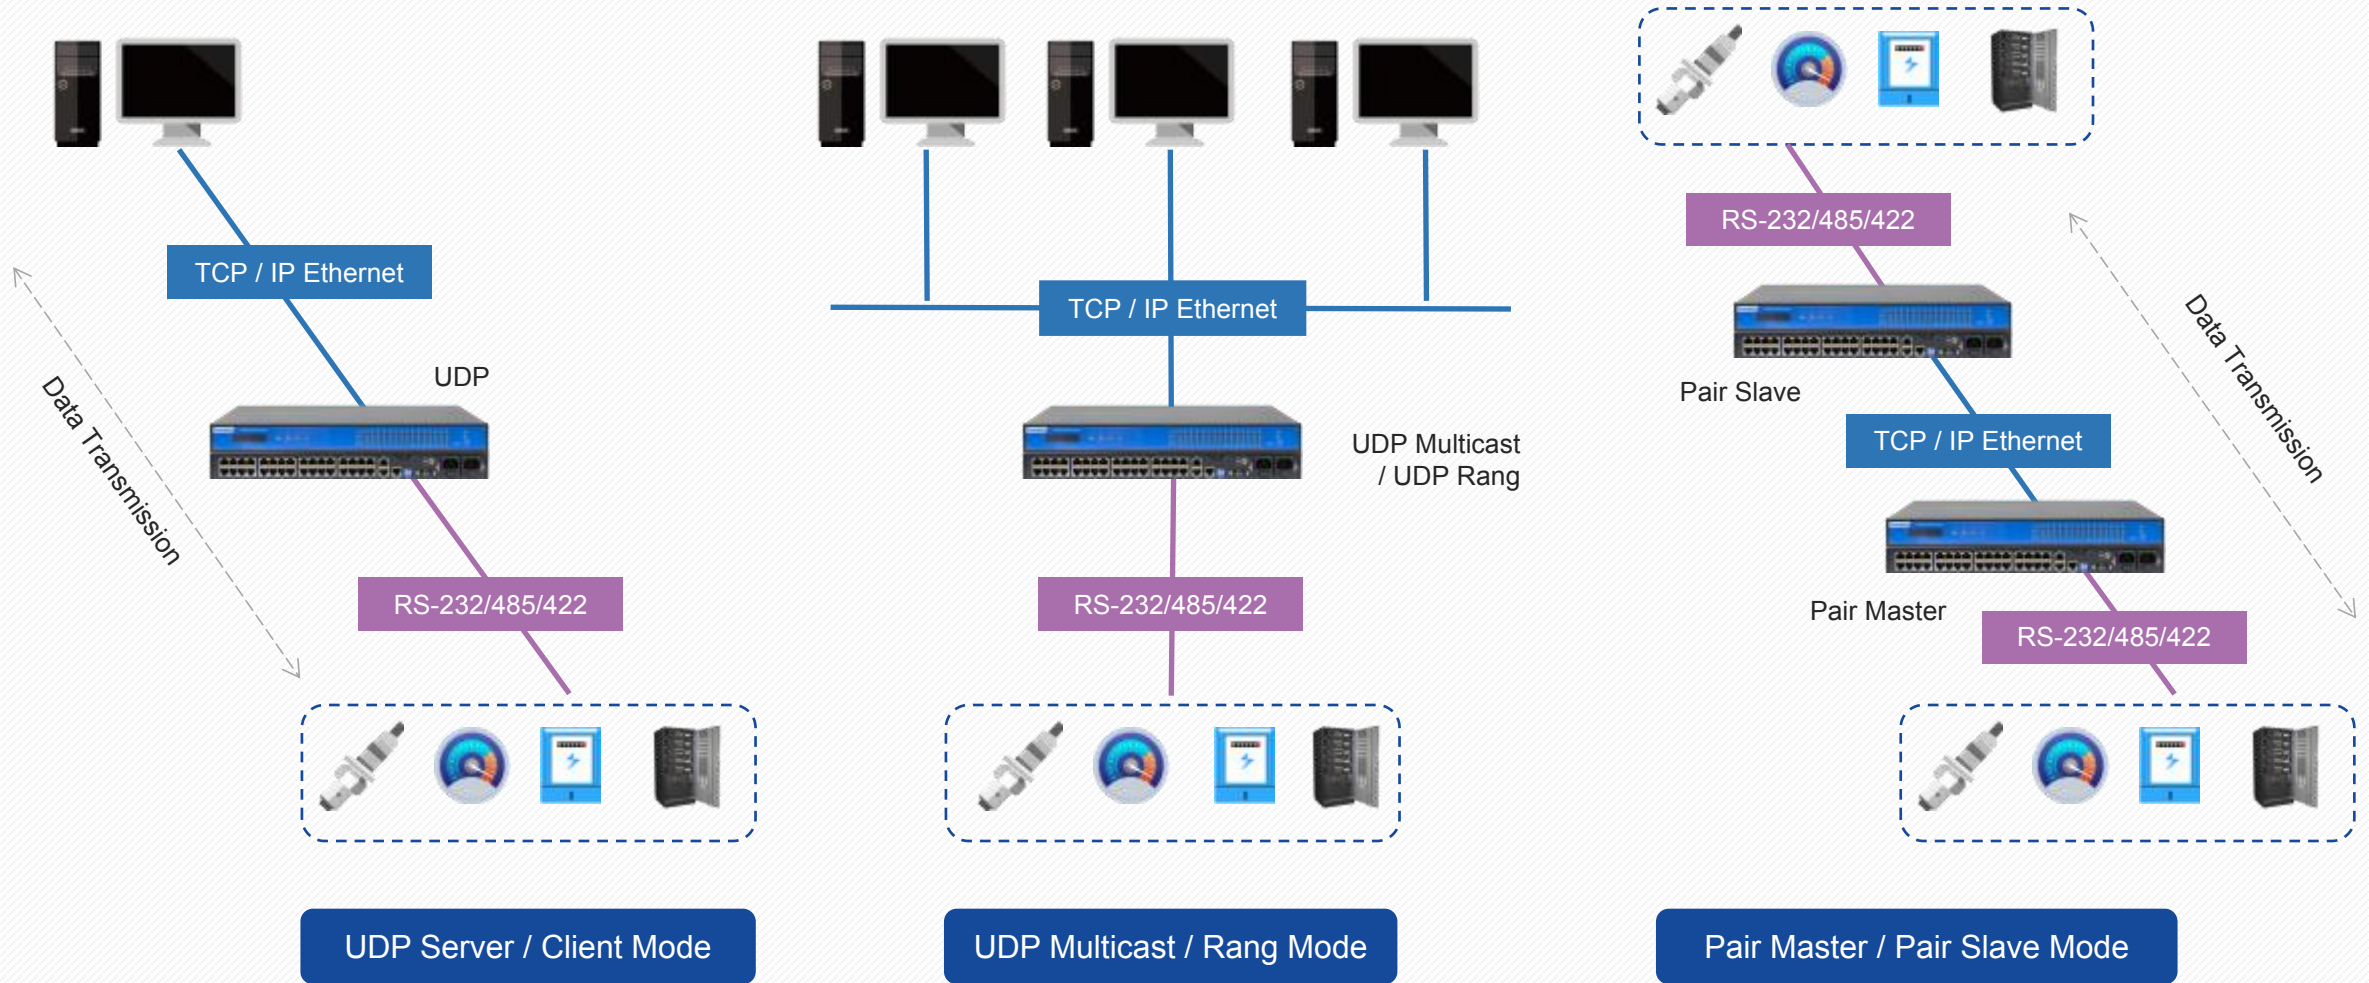 TCP / IP Ethernet
UDP
Data Transmission
RS-232/485/422
UDP Server / Client Mode
TCP / IP Ethernet
UDP Multicast
/ UDP Rang
RS-232/485/422
UDP Multicast / Rang Mode
RS-232/485/422
Pair Slave
TCP / IP Ethernet
Data Transmission
Pair Master
RS-232/485/422
Pair Master / Pair Slave Mode